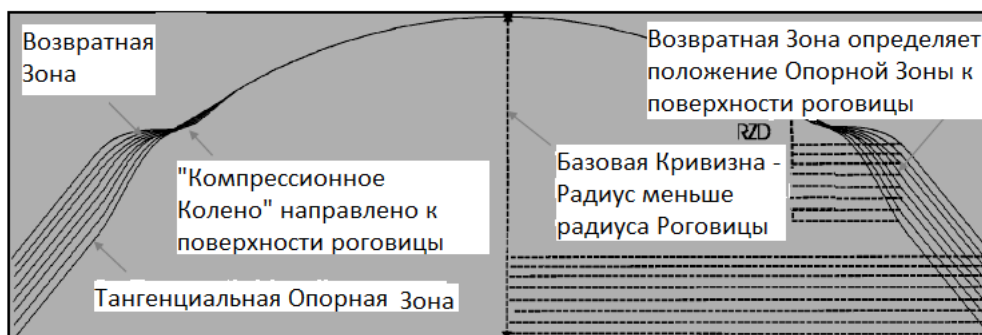 Возвратная
Зона
Возвратная Зона определяет
положение Опорной Зоны к
поверхности роговицы
RZD
Базовая Кривизна -
Радиус меньше
радиуса Роговицы
"Компрессионное
Колено" направлено к
поверхности роговицы
Тангенциальная Опорная Зона